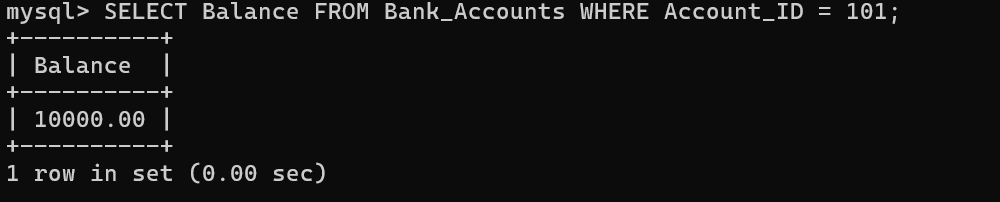 mysql> SELECT Balance FROM Bank_Accounts WHERE Account_ID = 101;
+----------+
| Balance  |
+----------+
| 10000.00 |
+----------+
1 row in set (0.00 sec)